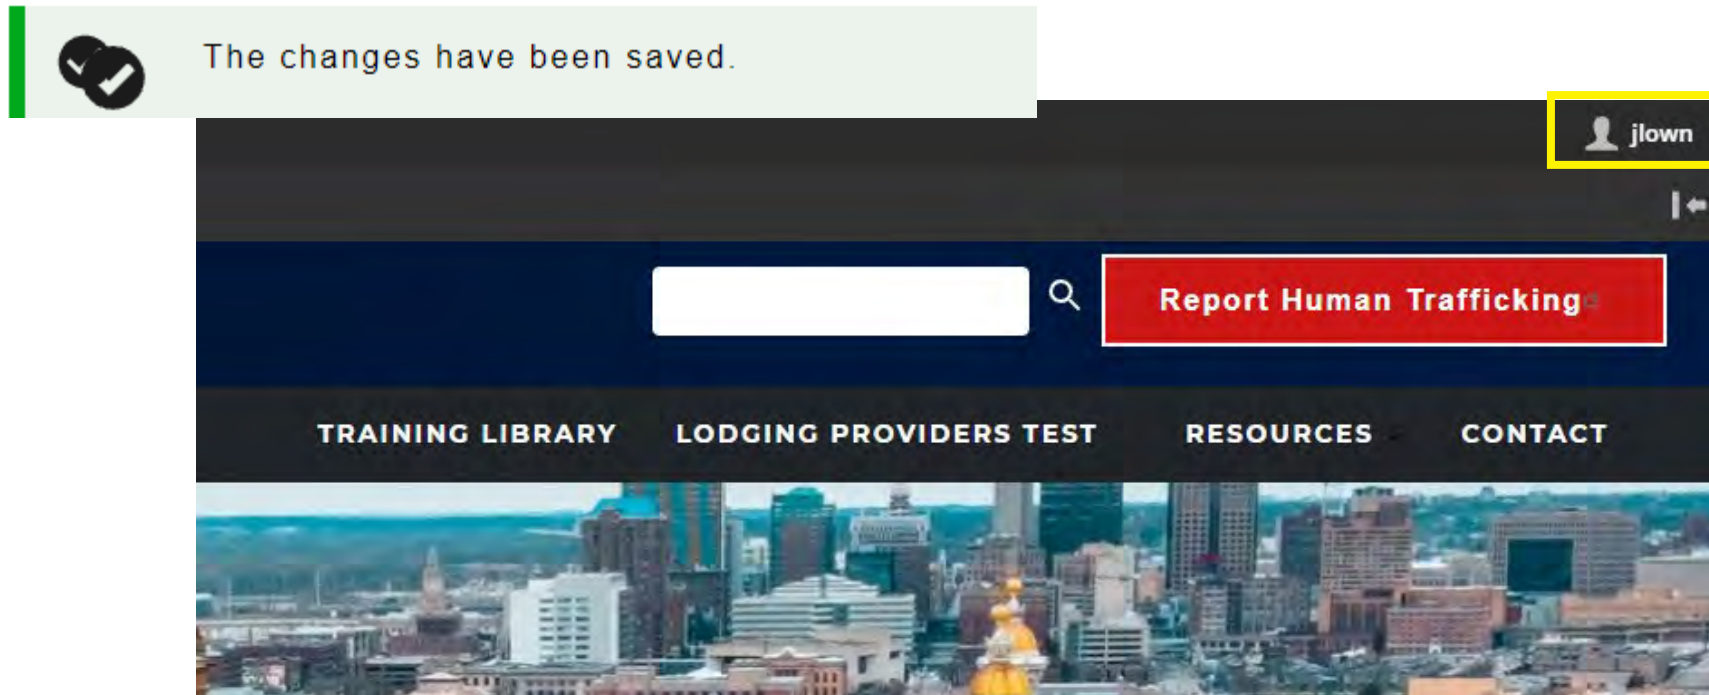 The changes have been saved.
jlown
Report Human Trafficking
TRAINING LIBRARY LODGING PROVIDERS TEST RESOURCES CONTACT